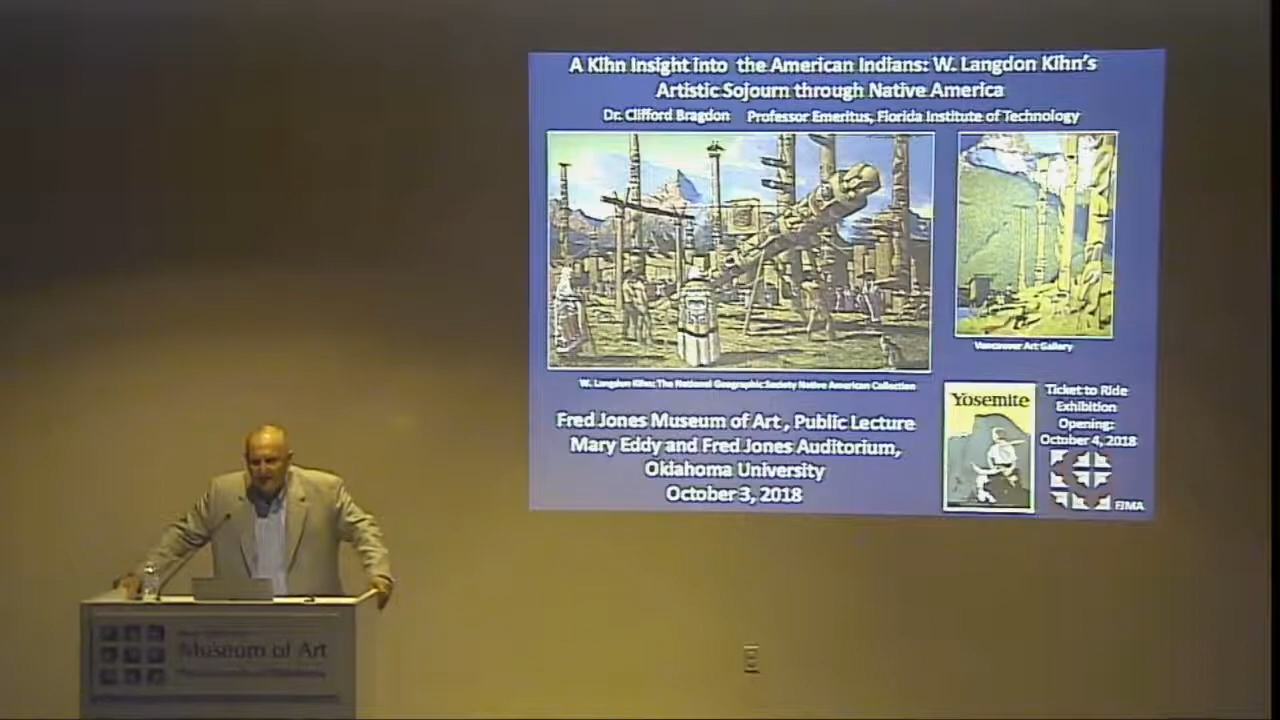 A Kihn Insight into the American Indians: W. Langdon Kihn's
Artistic Sojourn through Native America
Dr. Clifford Bragdon Professor Emeritus, Florida Institute of Technology
Vancouver Art Gallery
W. Langdon Kihn: The National Geographic Society Native American Collection
Yosemite
Ticket to Ride
Exhibition
Opening:
October 4, 2018
FJMA
Fred Jones Museum of Art , Public Lecture
Mary Eddy and Fred Jones Auditorium,
Oklahoma University
October 3, 2018
Museum of Art